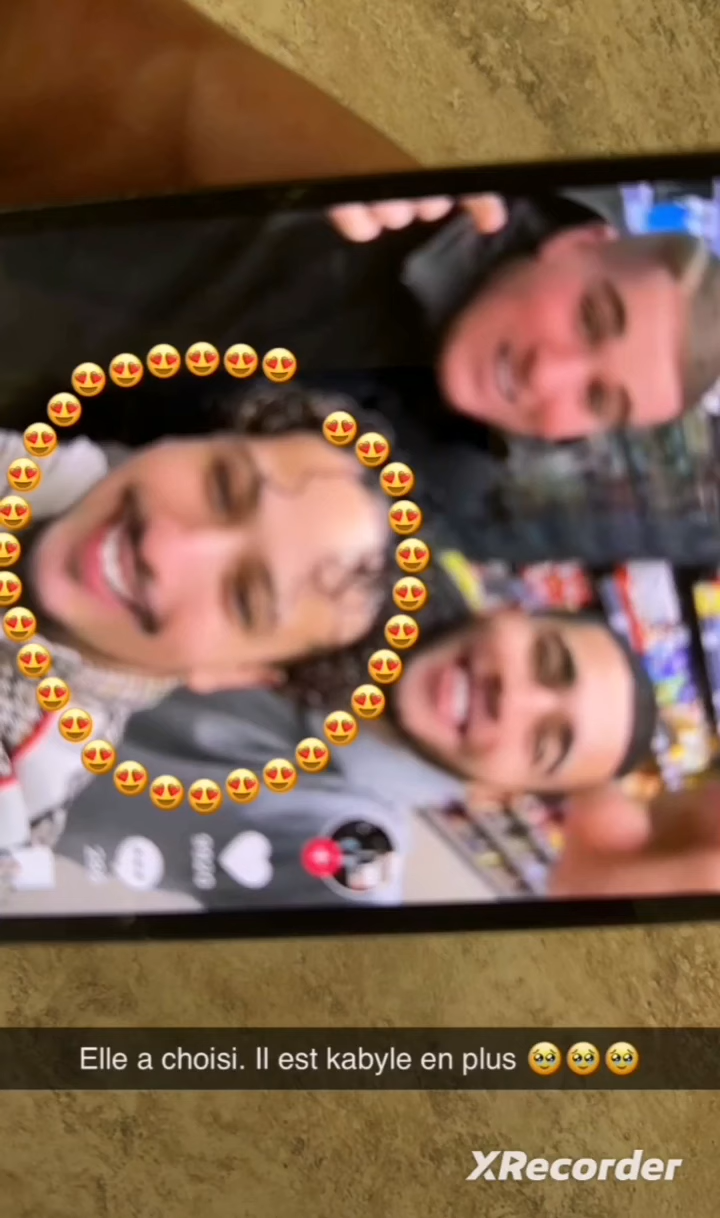 Elle a choisi. Il est kabyle en plus 🥹🥹🥹
XRecorder